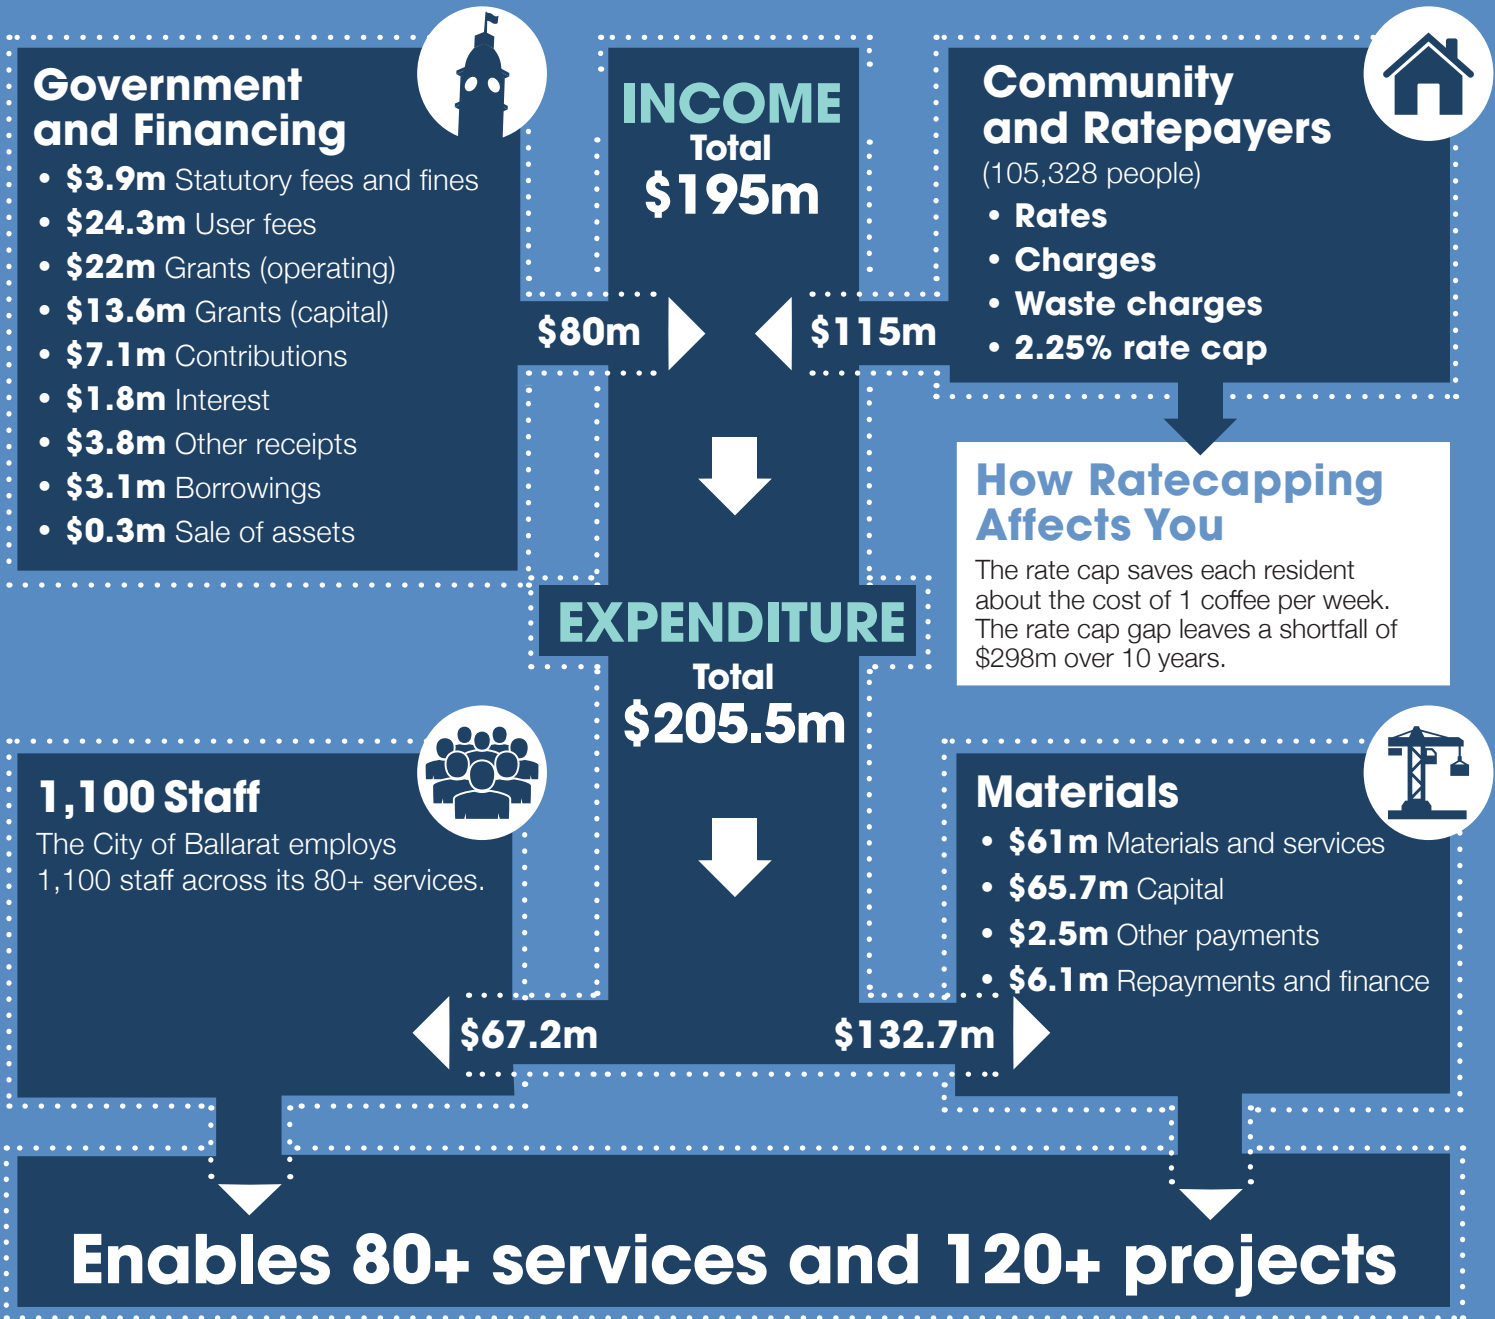 Government
and Financing
• $3.9m Statutory fees and fines
• $24.3m User fees
• $22m Grants (operating)
• $13.6m Grants (capital)
• $7.1m Contributions
• $1.8m Interest
• $3.8m Other receipts
• $3.1m Borrowings
• $0.3m Sale of assets
INCOME
Total
$195m
Community
and Ratepayers
(105,328 people)
• Rates
• Charges
• Waste charges
• 2.25% rate cap
$80m
$115m
How Ratecapping
Affects You
The rate cap saves each resident
about the cost of 1 coffee per week.
The rate cap gap leaves a shortfall of
$298m over 10 years.
EXPENDITURE
Total
$205.5m
1,100 Staff
The City of Ballarat employs
1,100 staff across its 80+ services.
Materials
• $61m Materials and services
• $65.7m Capital
• $2.5m Other payments
• $6.1m Repayments and finance
$67.2m
$132.7m
Enables 80+ services and 120+ projects